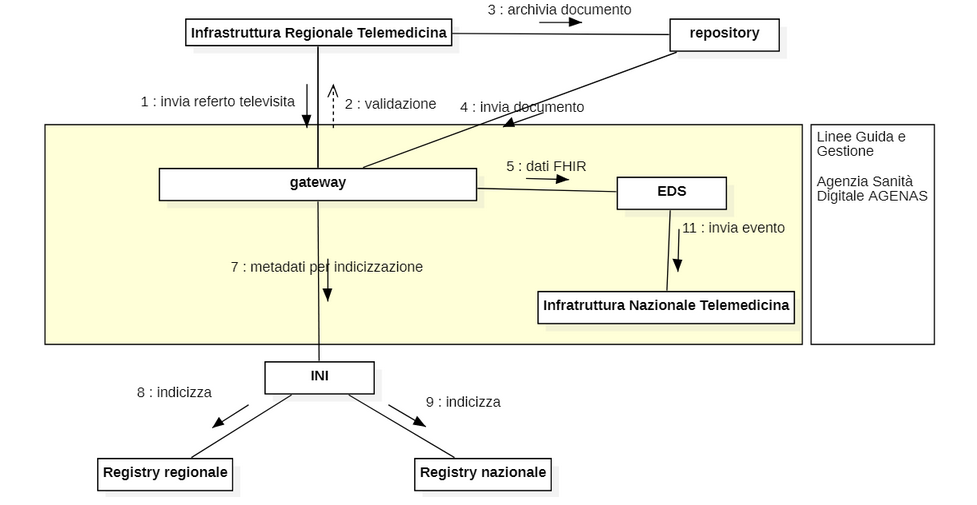 3 : archivia documento
Infrastruttura Regionale Telemedicina
repository
1 : invia referto televisita
2 : validazione
4 : invia documento
Linee Guida e
Gestione
Agenzia Sanità
Digitale AGENAS
5 : dati FHIR
gateway
EDS
11 : invia evento
7 : metadati per indicizzazione
Infratruttura Nazionale Telemedicina
INI
8 : indicizza
9 : indicizza
Registry regionale
Registry nazionale